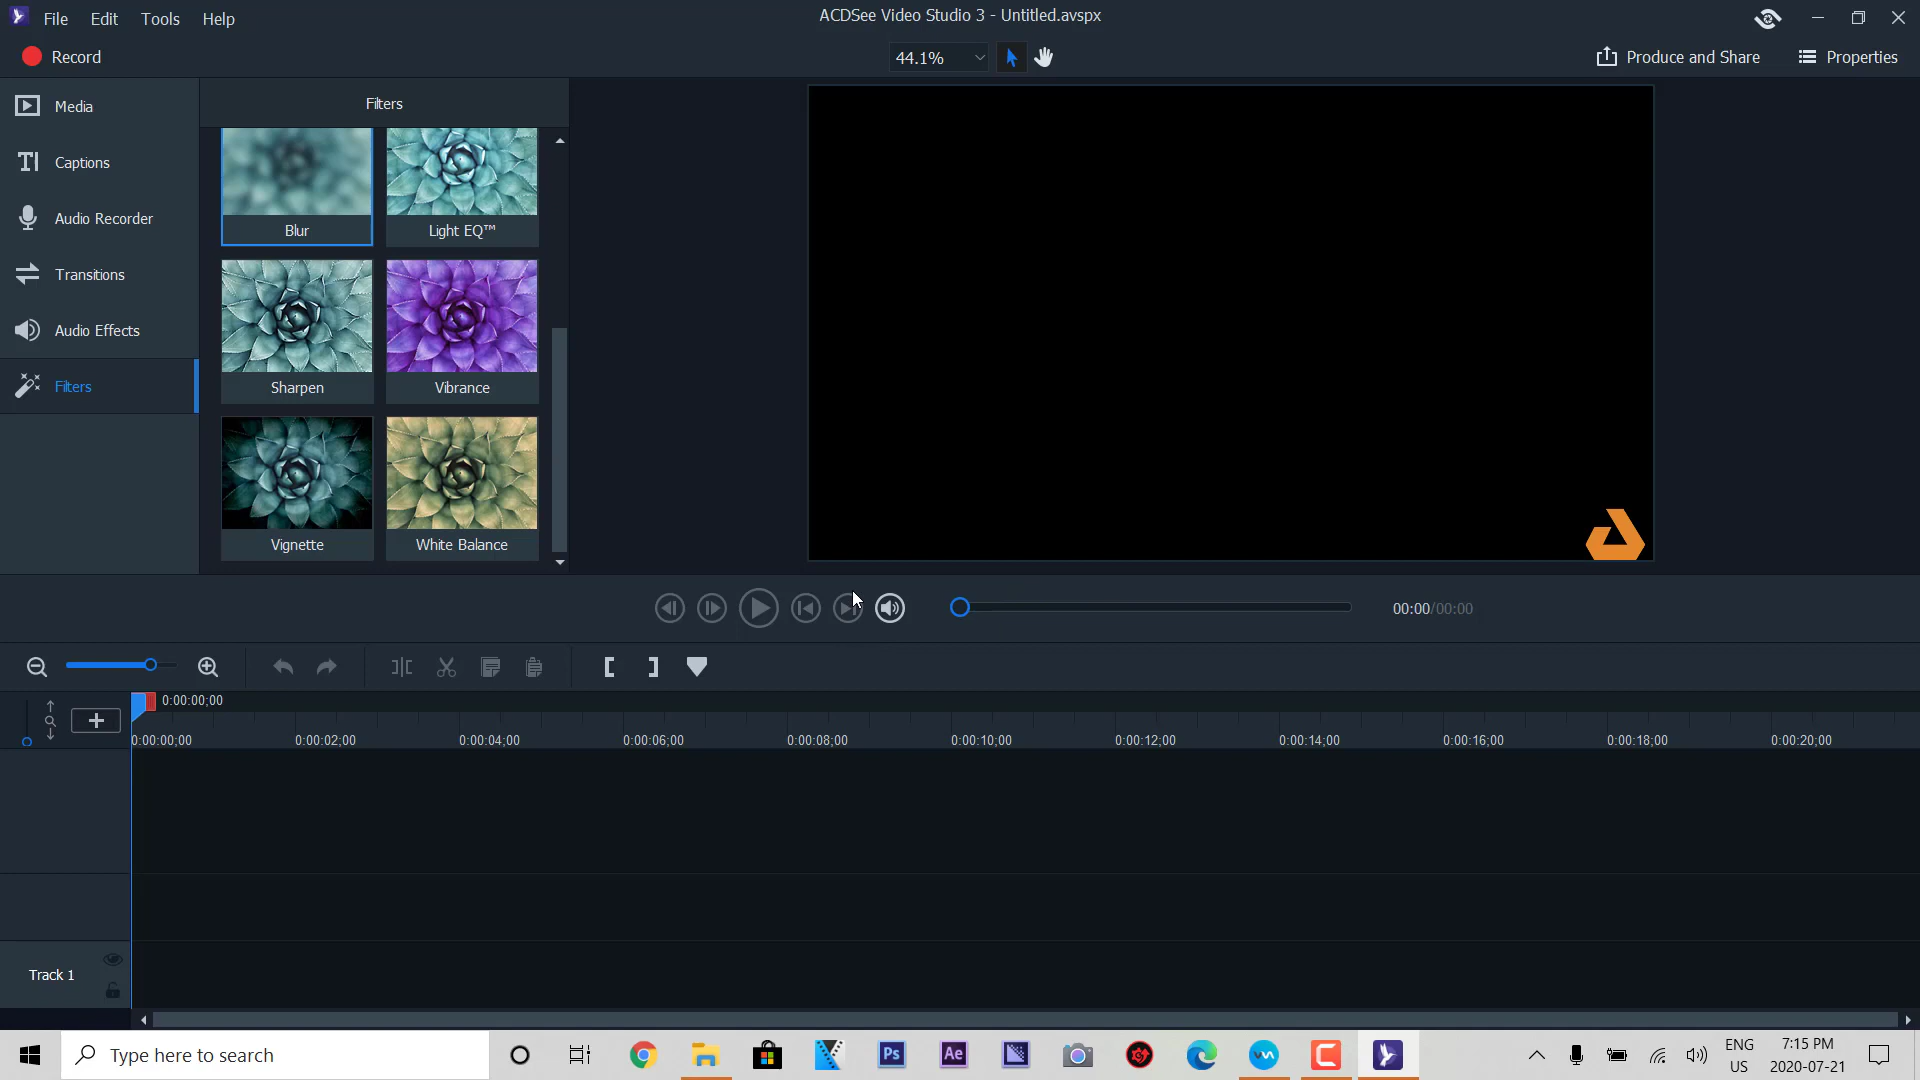 File Edit Tools Help
ACDSee Video Studio 3 - Untitled.avspx
Record
44.1%
Produce and Share
Properties
Media
Captions
Audio Recorder
Transitions
Audio Effects
Filters
Filters
Blur
Light EQ™
Sharpen
Vibrance
Vignette
White Balance
00:00/00:00
0:00:00;00
0:00:00;00 0:00:02;00 0:00:04;00 0:00:06;00 0:00:08;00 0:00:10;00 0:00:12;00 0:00:14;00 0:00:16;00 0:00:18;00 0:00:20;00
Track 1
Type here to search
Ps
Ae
ENG
US
7:15 PM
2020-07-21